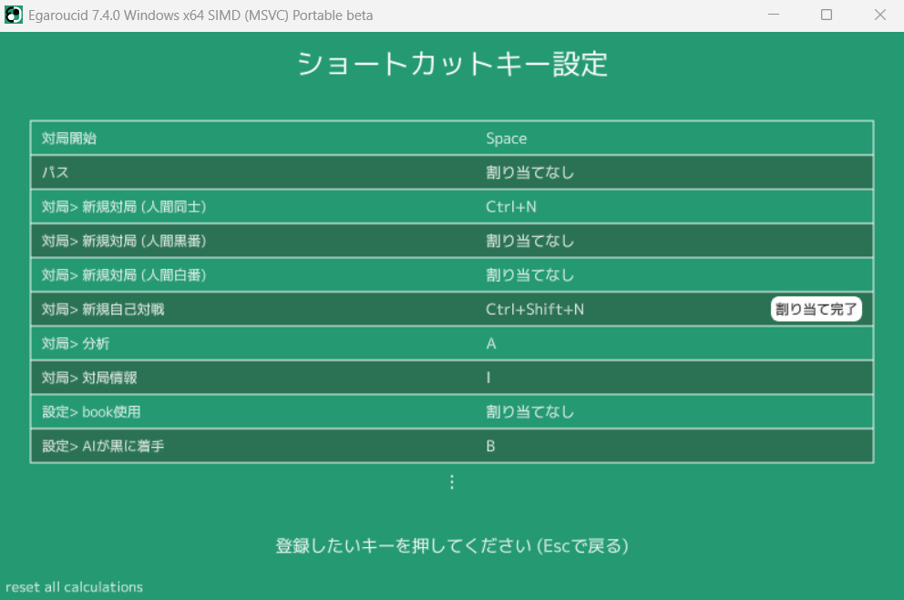 Egaroucid 7.4.0 Windows x64 SIMD (MSVC) Portable beta
ショートカットキー設定
対局開始 Space
パス 割り当てなし
対局> 新規対局 (人間同士) Ctrl+N
対局> 新規対局 (人間黒番) 割り当てなし
対局> 新規対局 (人間白番) 割り当てなし
対局> 新規自己対戦 Ctrl+Shift+N 割り当て完了
対局> 分析 A
対局> 対局情報 I
設定> book使用 割り当てなし
設定> AIが黒に着手 B
⋮
登録したいキーを押してください (Escで戻る)
reset all calculations